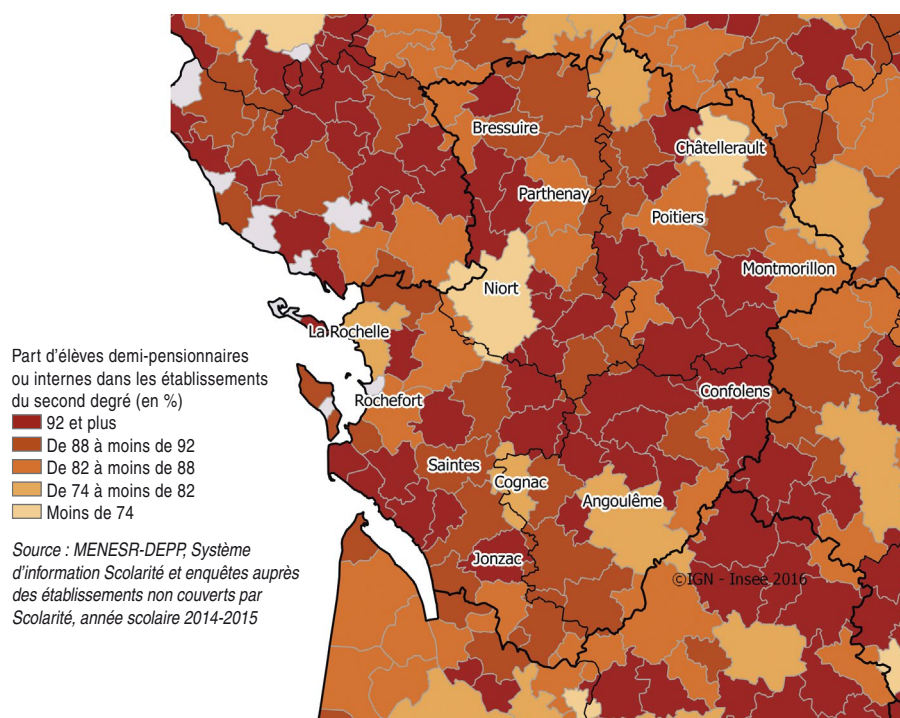 Bressuire
Châtellerault
Parthenay
Poitiers
Montmorillon
Niort
La Rochelle
Rochefort
Confolens
Saintes
Cognac
Angoulême
Jonzac
©IGN - Insee 2016
Part d’élèves demi-pensionnaires
ou internes dans les établissements
du second degré (en %)
92 et plus
De 88 à moins de 92
De 82 à moins de 88
De 74 à moins de 82
Moins de 74
Source : MENESR-DEPP, Système
d’information Scolarité et enquêtes auprès
des établissements non couverts par
Scolarité, année scolaire 2014-2015